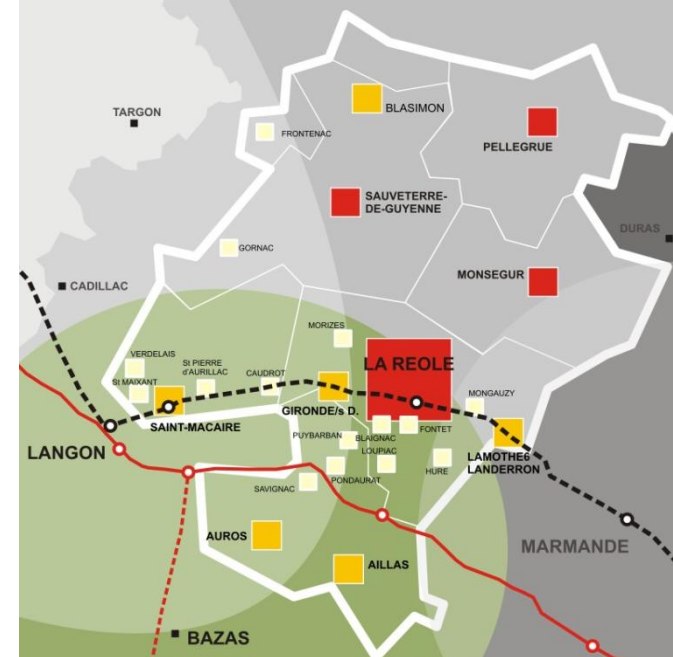 TARGON
BLASIMON
FRONTENAC
PELLEGRUE
SAUVETERRE-
DE-GUYENNE
DURAS
GORNAC
MONSEGUR
CADILLAC
MORIZES
VERDELAIS
St PIERRE
d'AURILLAC
CAUDROT
LA REOLE
St MAIXANT
MONGAUZY
GIRONDE/s D.
SAINT-MACAIRE
FONTET
PUYBARBAN
BLAIGNAC
LANGON
LOUPIAC
LAMOTHE6
LANDERRON
HURE
PONDAURAT
SAVIGNAC
AUROS
MARMANDE
AILLAS
BAZAS